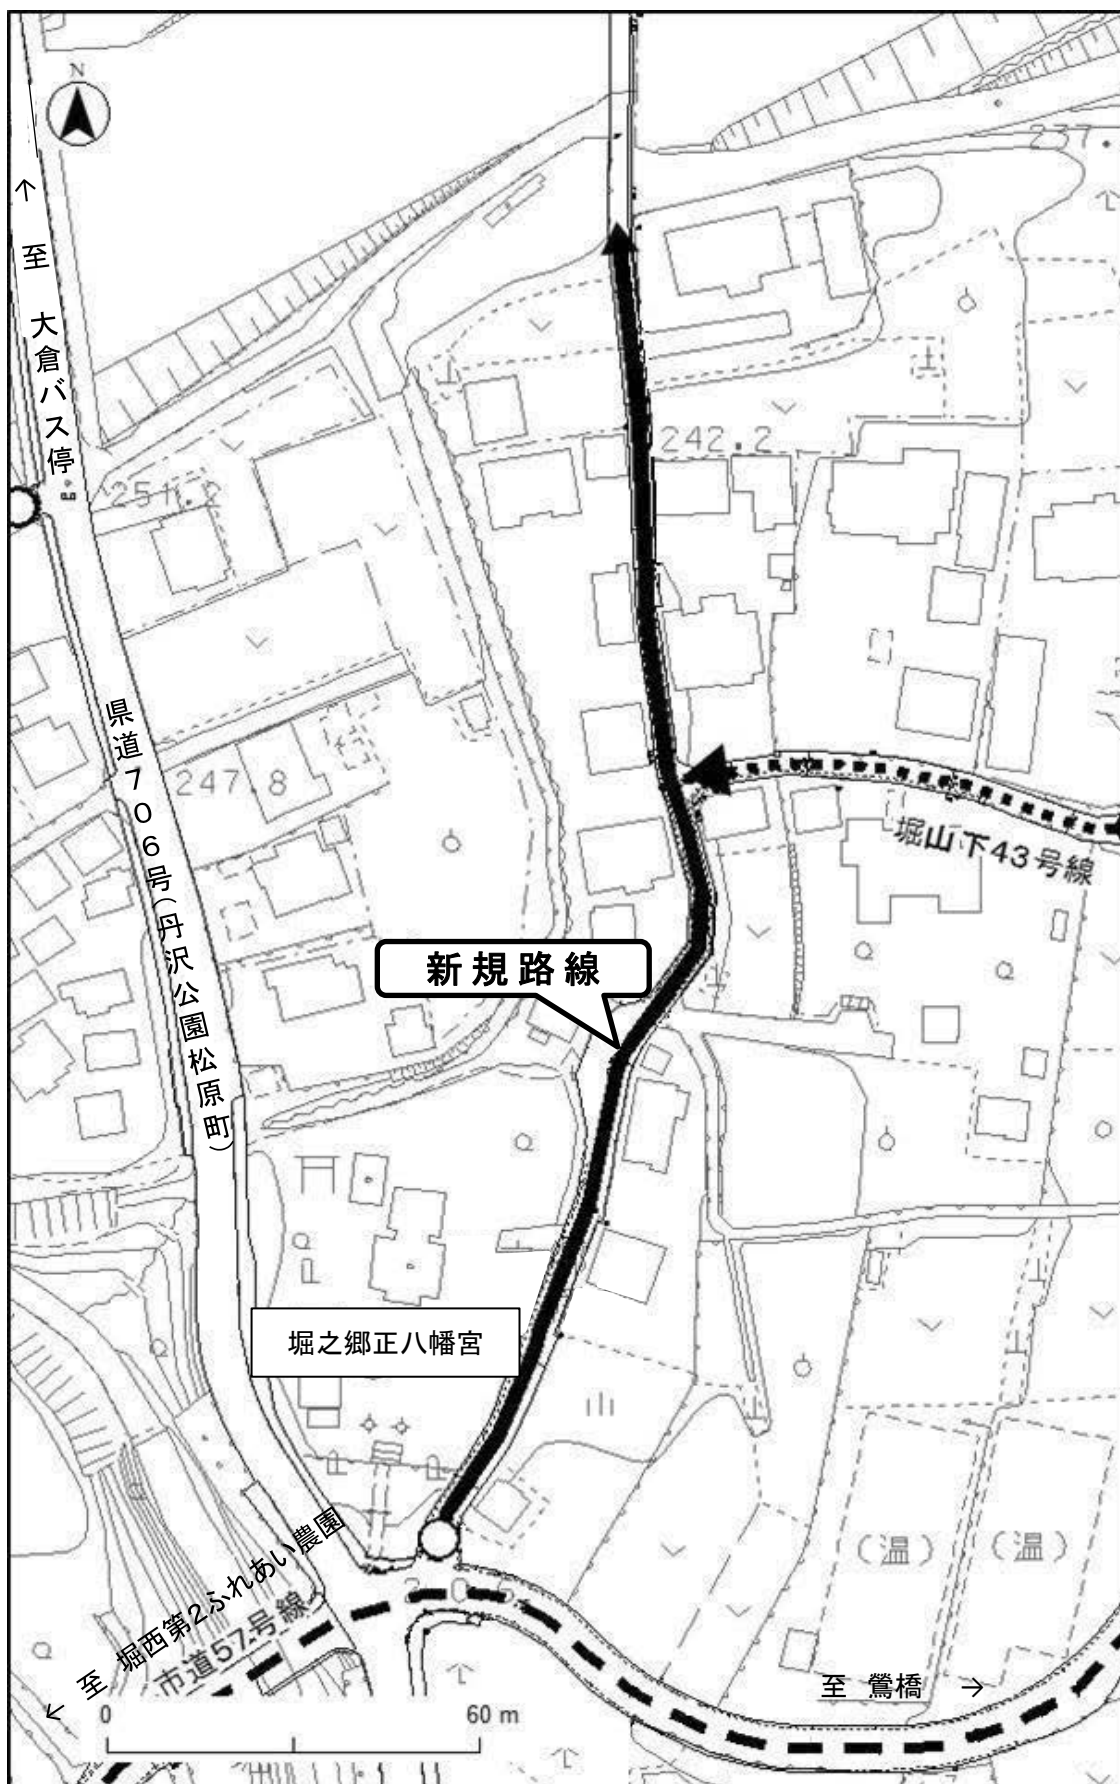 N
↑ 至 大倉バス停
237
242.2
247.8
県道706号(丹沢公園松原町)
堀山下43号線
新規路線
堀之郷正八幡宮
(温)
(温)
← 至 堀西第2ふれあい農園
市道57号線
至 鶯橋 →
0
60 m